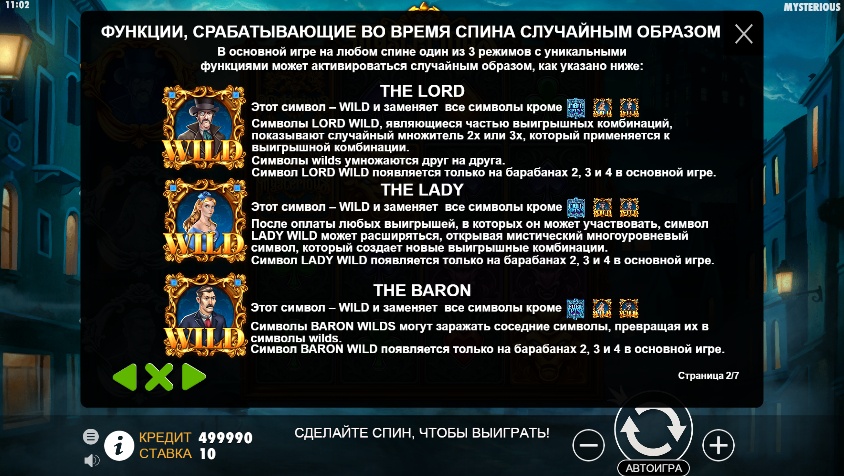 11:02
MYSTERIOUS
ФУНКЦИИ, СРАБАТЫВАЮЩИЕ ВО ВРЕМЯ СПИНА СЛУЧАЙНЫМ ОБРАЗОМ
В основной игре на любом спине один из 3 режимов с уникальными
функциями может активироваться случайным образом, как указано ниже:
THE LORD
Этот символ – WILD и заменяет все символы кроме
Символы LORD WILD, являющиеся частью выигрышных комбинаций,
показывают случайный множитель 2x или 3x, который применяется к
выигрышной комбинации.
Символы wilds умножаются друг на друга.
Символ LORD WILD появляется только на барабанах 2, 3 и 4 в основной игре.
WILD
THE LADY
Этот символ – WILD и заменяет все символы кроме
После оплаты любых выигрышей, в которых он может участвовать, символ
LADY WILD может расширяться, открывая мистический многоуровневый
символ, который создает новые выигрышные комбинации.
Символ LADY WILD появляется только на барабанах 2, 3 и 4 в основной игре.
WILD
THE BARON
Этот символ – WILD и заменяет все символы кроме
Символы BARON WILDS могут заражать соседние символы, превращая их в
символы wilds.
Символ BARON WILD появляется только на барабанах 2, 3 и 4 в основной игре.
WILD
Страница 2/7
КРЕДИТ 499990
СТАВКА 10
СДЕЛАЙТЕ СПИН, ЧТОБЫ ВЫИГРАТЬ!
АВТОИГРА